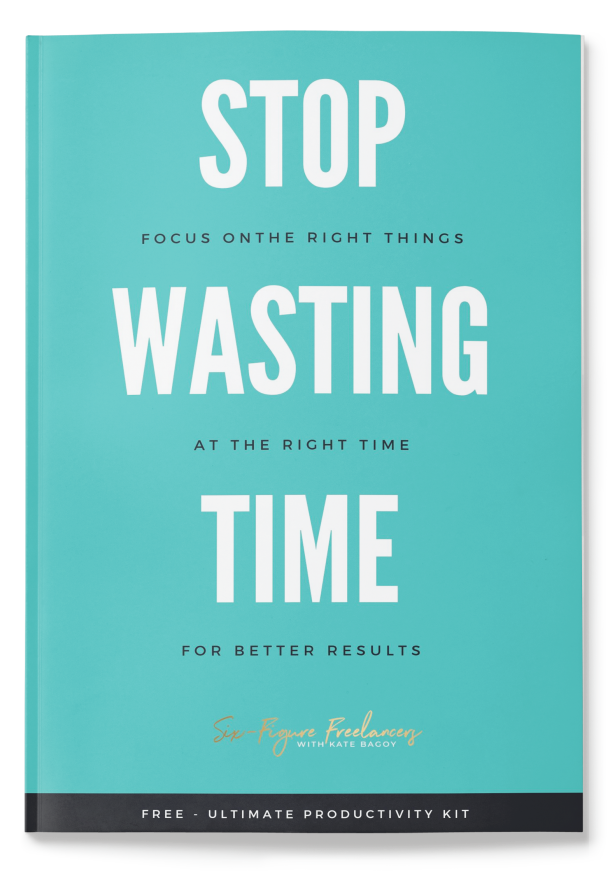 STOP
FOCUS ONTHE RIGHT THINGS
WASTING
AT THE RIGHT TIME
TIME
FOR BETTER RESULTS
Six-Figure Freelancers
WITH KATE BAGOY
FREE - ULTIMATE PRODUCTIVITY KIT